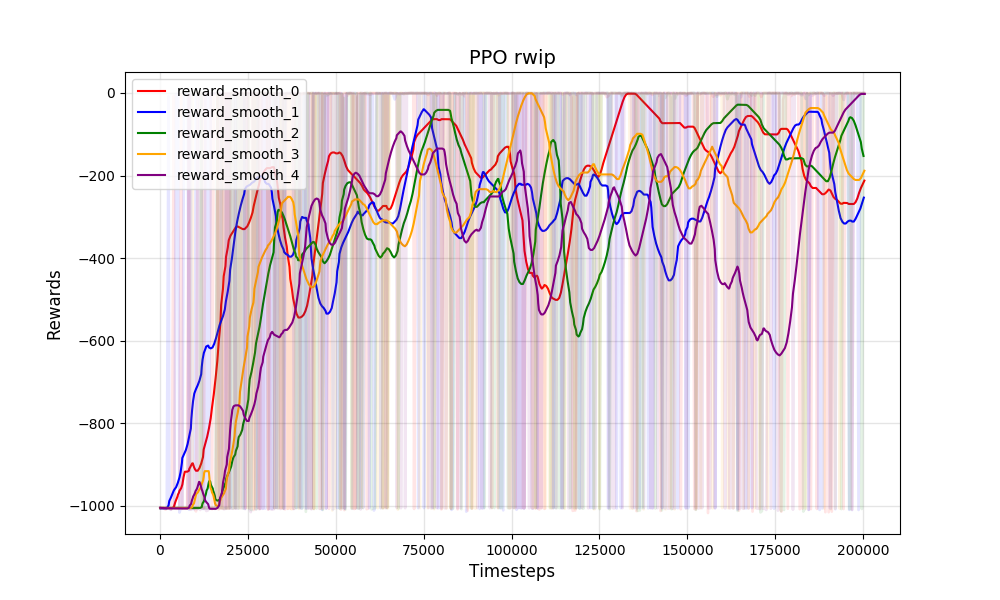 PPO rwip
reward_smooth_0
reward_smooth_1
reward_smooth_2
reward_smooth_3
reward_smooth_4
0
−200
−400
−600
−800
−1000
Rewards
0 25000 50000 75000 100000 125000 150000 175000 200000
Timesteps